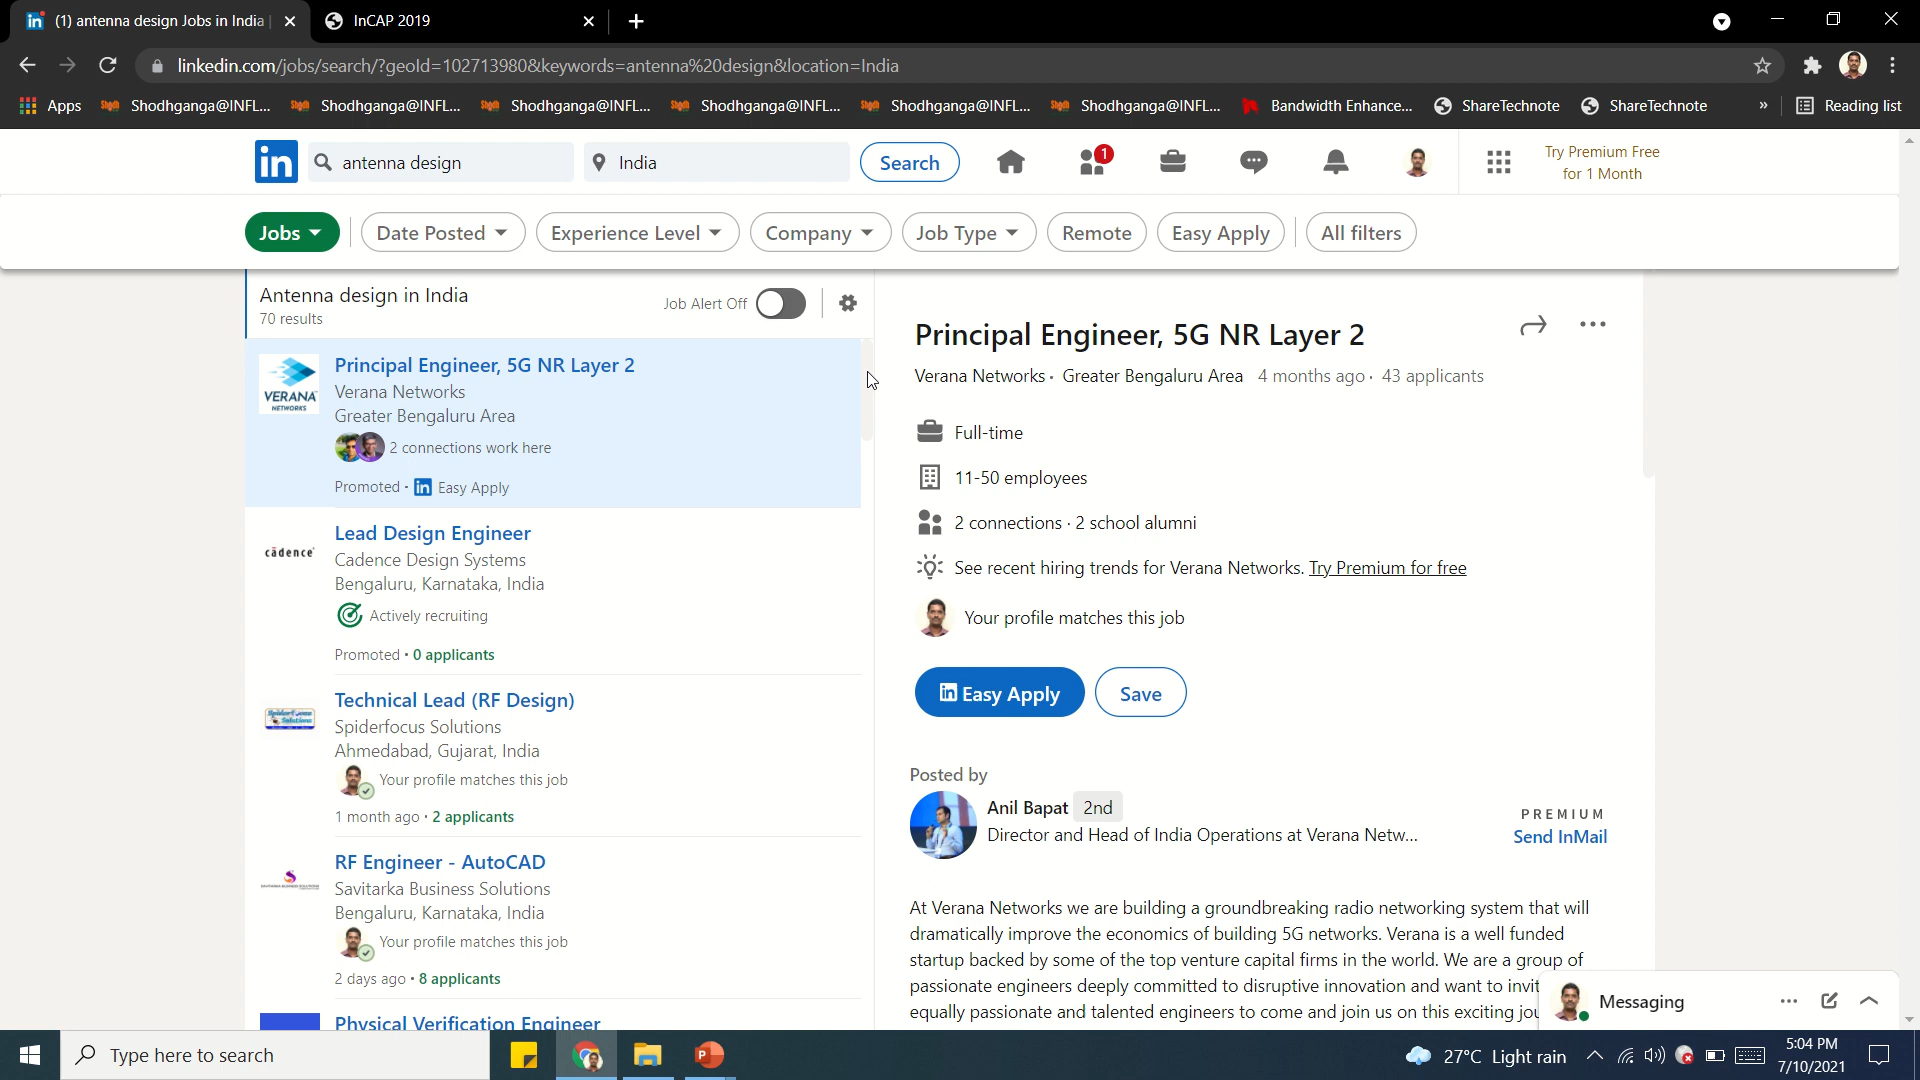 (1) antenna design Jobs in India
InCAP 2019
linkedin.com/jobs/search/?geoId=102713980&keywords=antenna%20design&location=India
Apps
Shodhganga@INFL...
Shodhganga@INFL...
Shodhganga@INFL...
Shodhganga@INFL...
Shodhganga@INFL...
Shodhganga@INFL...
Bandwidth Enhance...
ShareTechnote
ShareTechnote
»
Reading list
in
antenna design
India
Search
1
Try Premium Free
for 1 Month
Jobs
Date Posted
Experience Level
Company
Job Type
Remote
Easy Apply
All filters
Antenna design in India
70 results
Job Alert Off
VERANA
NETWORKS
Principal Engineer, 5G NR Layer 2
Verana Networks
Greater Bengaluru Area
2 connections work here
Promoted · in Easy Apply
cādence
Lead Design Engineer
Cadence Design Systems
Bengaluru, Karnataka, India
Actively recruiting
Promoted · 0 applicants
Technical Lead (RF Design)
Spiderfocus Solutions
Ahmedabad, Gujarat, India
Your profile matches this job
1 month ago · 2 applicants
RF Engineer - AutoCAD
Savitarka Business Solutions
Bengaluru, Karnataka, India
Your profile matches this job
2 days ago · 8 applicants
Physical Verification Engineer
Principal Engineer, 5G NR Layer 2
Verana Networks · Greater Bengaluru Area 4 months ago · 43 applicants
Full-time
11-50 employees
2 connections · 2 school alumni
See recent hiring trends for Verana Networks. Try Premium for free
Your profile matches this job
in Easy Apply
Save
Posted by
Anil Bapat 2nd
Director and Head of India Operations at Verana Netw...
PREMIUM
Send InMail
At Verana Networks we are building a groundbreaking radio networking system that will
dramatically improve the economics of building 5G networks. Verana is a well funded
startup backed by some of the top venture capital firms in the world. We are a group of
passionate engineers deeply committed to disruptive innovation and want to invit
equally passionate and talented engineers to come and join us on this exciting jou
Messaging
Type here to search
27°C Light rain
5:04 PM
7/10/2021